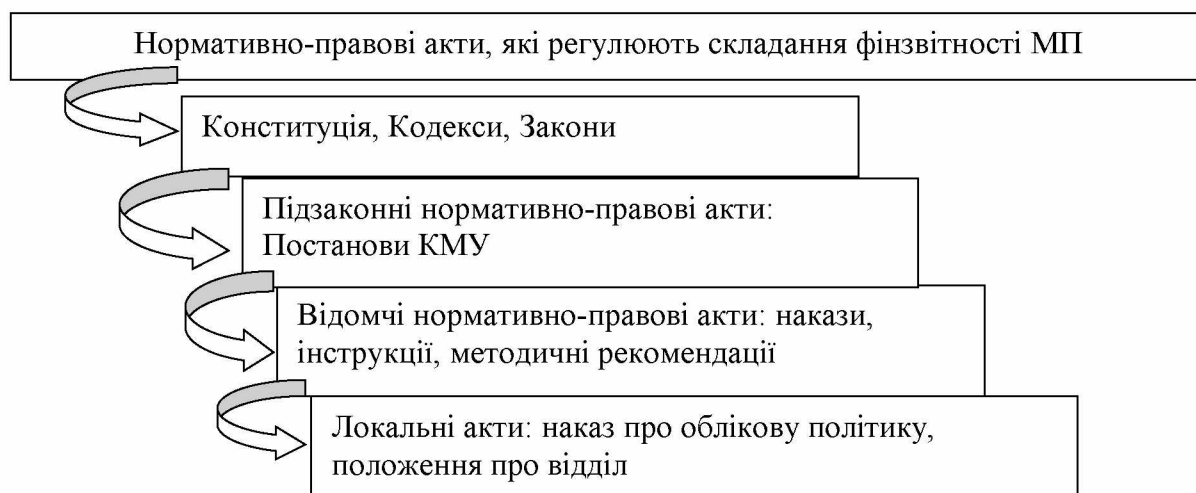 Нормативно-правові акти, які регулюють складання фінзвітності МП
Конституція, Кодекси, Закони
Підзаконні нормативно-правові акти:
Постанови КМУ
Відомчі нормативно-правові акти: накази,
інструкції, методичні рекомендації
Локальні акти: наказ про облікову політику,
положення про відділ